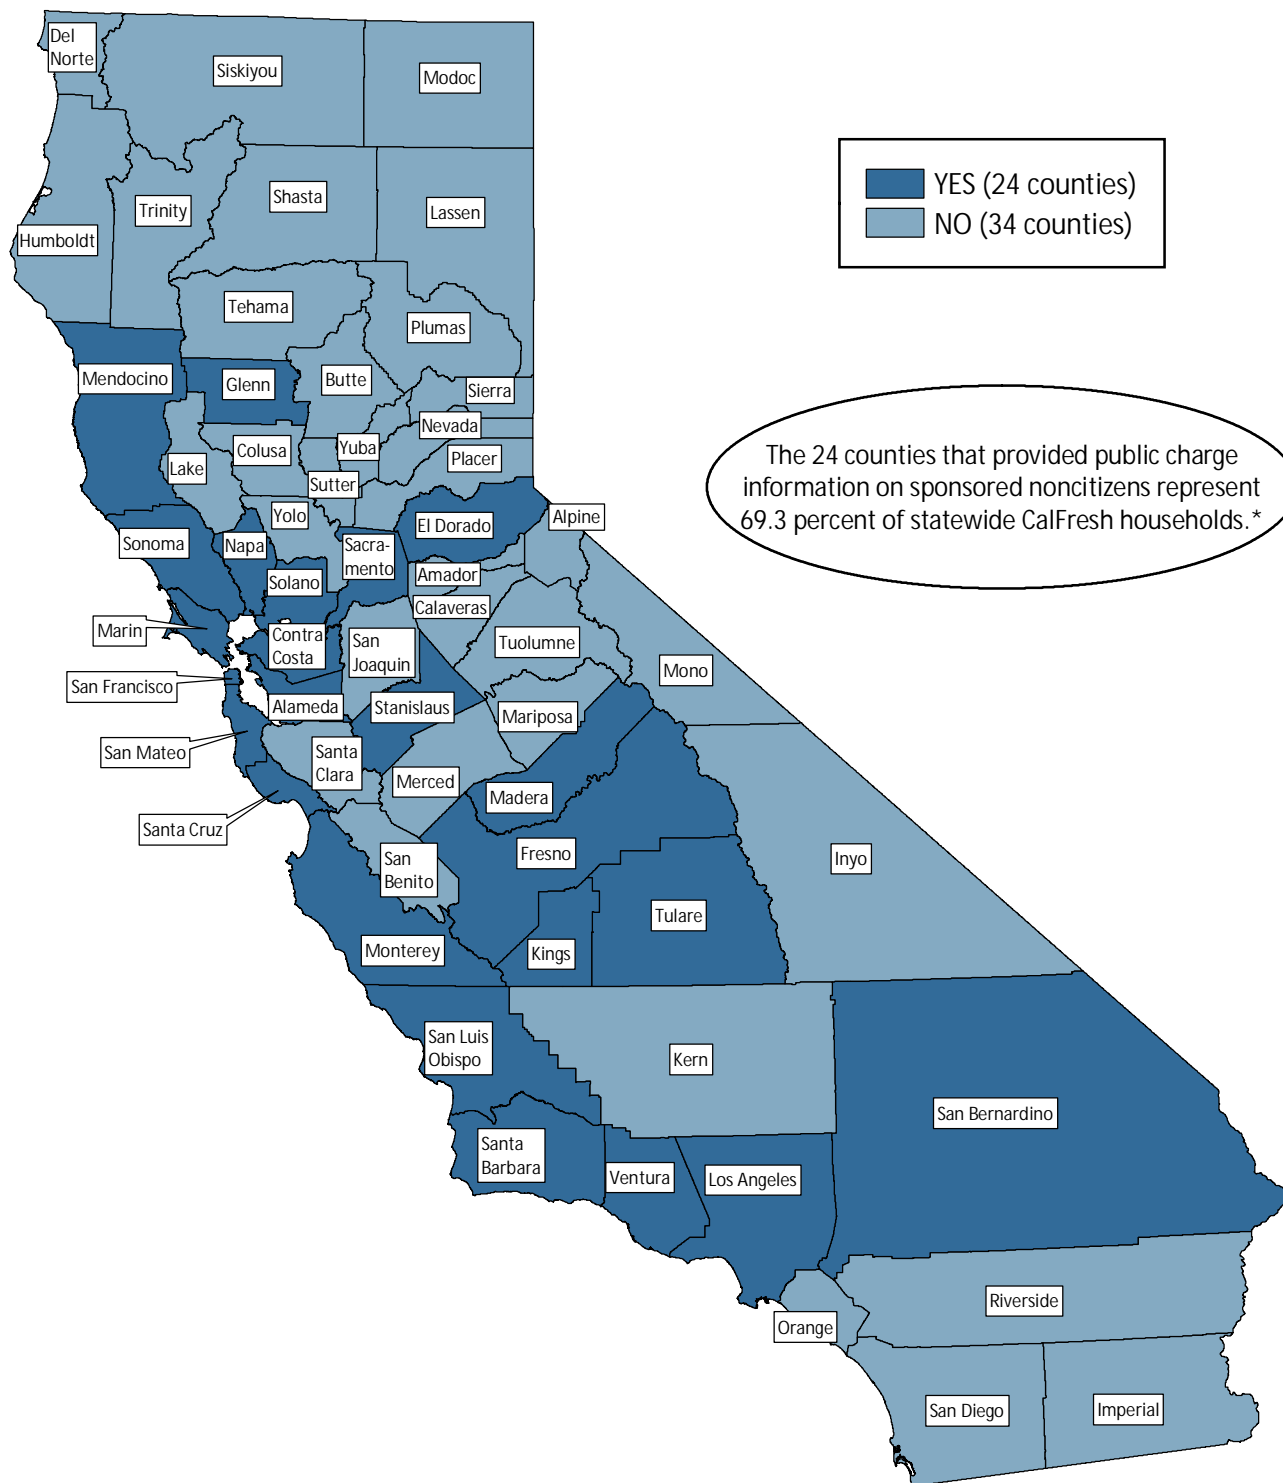 Del
Norte
Siskiyou
Modoc
YES (24 counties)
NO (34 counties)
Shasta
Trinity
Lassen
Humboldt
Tehama
Plumas
Mendocino
Glenn
Butte
Sierra
Nevada
Colusa
Yuba
Placer
Lake
Sutter
The 24 counties that provided public charge
information on sponsored noncitizens represent
69.3 percent of statewide CalFresh households.*
Yolo
Alpine
El Dorado
Sonoma
Napa
Sacra-
mento
Solano
Amador
Calaveras
Marin
Contra
Costa
San
Joaquin
Tuolumne
Mono
San Francisco
Alameda
Stanislaus
Mariposa
San Mateo
Santa
Clara
Merced
Madera
Santa Cruz
Fresno
San
Benito
Inyo
Tulare
Monterey
Kings
San Luis
Obispo
Kern
San Bernardino
Santa
Barbara
Ventura
Los Angeles
Riverside
Orange
San Diego
Imperial